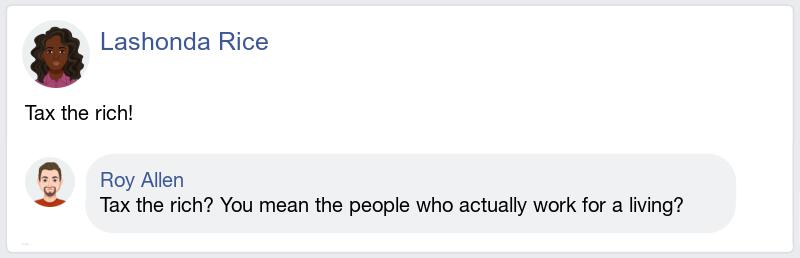 Lashonda Rice
Tax the rich!
Roy Allen
Tax the rich? You mean the people who actually work for a living?